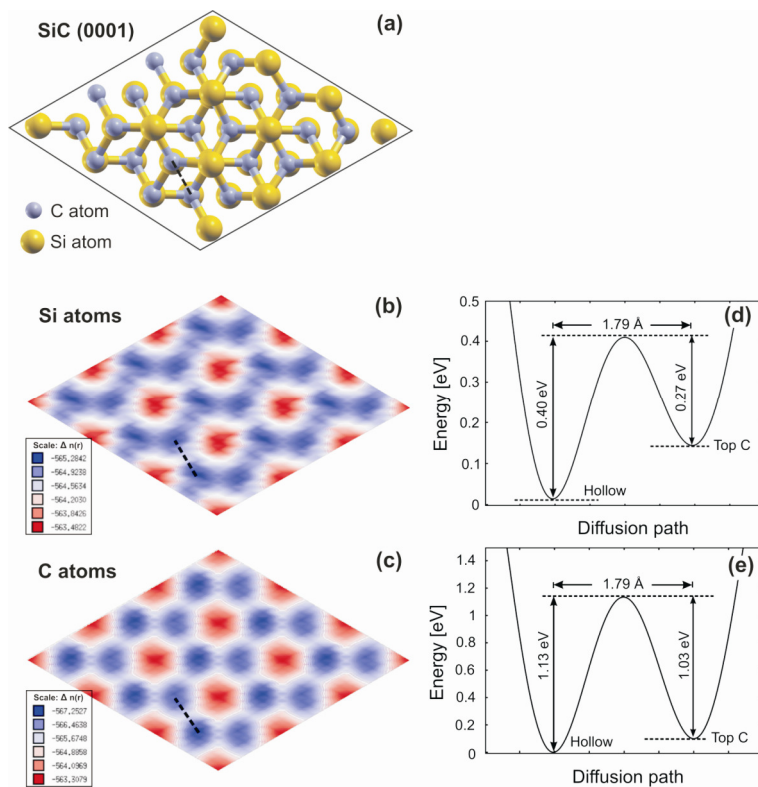 SiC (0001)
(a)
C atom
Si atom
(b)
Si atoms
Scale: Δ n(r)
-565.2842
-564.9238
-564.5634
-564.2030
-563.8426
-563.4822
(d)
0.5
0.4
0.3
0.2
0.1
0
Energy [eV]
1.79 Å
0.40 eV
0.27 eV
Top C
Hollow
Diffusion path
C atoms
(c)
Scale: Δ n(r)
-567.2527
-566.4638
-565.6748
-564.8858
-564.0969
-563.3079
(e)
1.4
1.2
1.0
0.8
0.6
0.4
0.2
0
Energy [eV]
1.79 Å
1.13 eV
1.03 eV
Top C
Hollow
Diffusion path